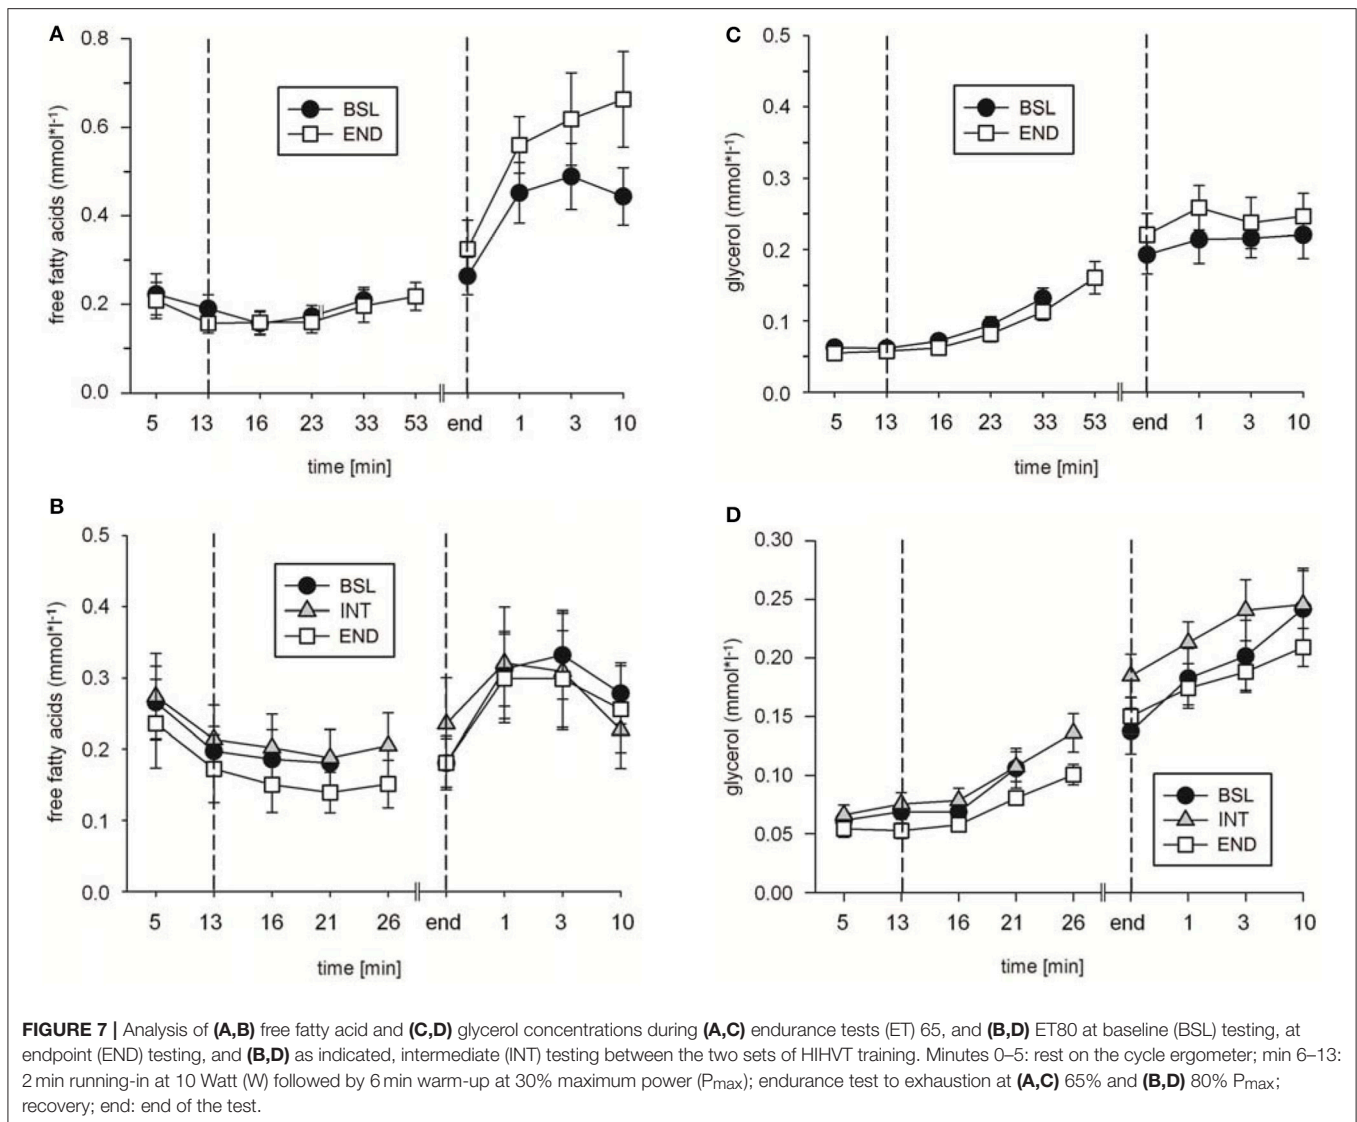 A
0.8
0.6
0.4
0.2
0.0
free fatty acids (mmol*l-1)
BSL
END
5 13 16 23 33 53 end 1 3 10
time [min]
C
0.5
0.4
0.3
0.2
0.1
0.0
glycerol (mmol*l-1)
BSL
END
5 13 16 23 33 53 end 1 3 10
time [min]
B
0.5
0.4
0.3
0.2
0.1
0.0
free fatty acids (mmol*l-1)
BSL
INT
END
5 13 16 21 26 end 1 3 10
time [min]
D
0.30
0.25
0.20
0.15
0.10
0.05
0.00
glycerol (mmol*l-1)
BSL
INT
END
5 13 16 21 26 end 1 3 10
time [min]
FIGURE 7 | Analysis of (A,B) free fatty acid and (C,D) glycerol concentrations during (A,C) endurance tests (ET) 65, and (B,D) ET80 at baseline (BSL) testing, at
endpoint (END) testing, and (B,D) as indicated, intermediate (INT) testing between the two sets of HIHVT training. Minutes 0–5: rest on the cycle ergometer; min 6–13:
2 min running-in at 10 Watt (W) followed by 6 min warm-up at 30% maximum power (Pmax); endurance test to exhaustion at (A,C) 65% and (B,D) 80% Pmax;
recovery; end: end of the test.